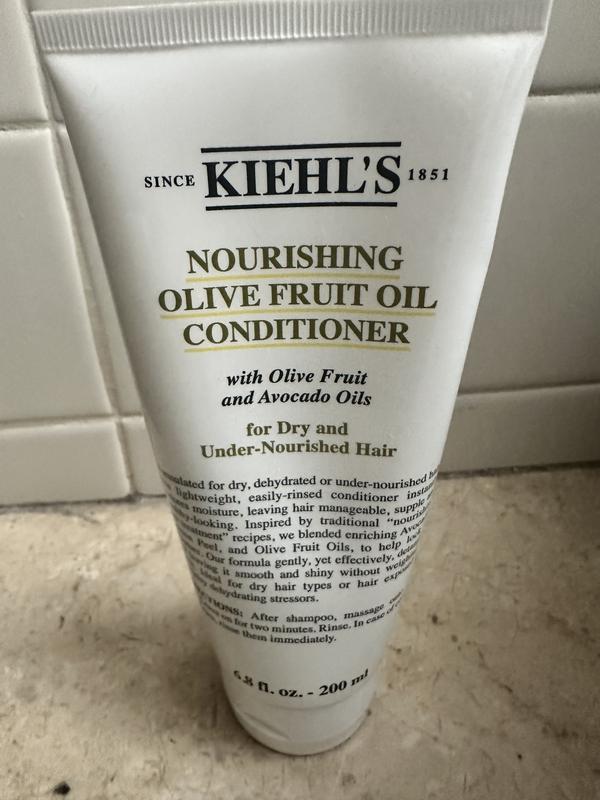 SINCE KIEHL'S 1851
NOURISHING
OLIVE FRUIT OIL
CONDITIONER
with Olive Fruit
and Avocado Oils
for Dry and
Under-Nourished Hair
for dry, dehydrated or under-nourished
lightweight, easily-rinsed conditioner
moisture, leaving hair manageable, supple
-looking. Inspired by traditional
recipes, we blended enriching
Peel, and Olive Fruit Oils, to help
Our formula gently, yet effectively,
it smooth and shiny without
for dry hair types or hair
dehydrating stressors.
After shampoo, massage
on for two minutes. Rinse. In case of
rinse them immediately.
6.8 fl. oz. - 200 ml